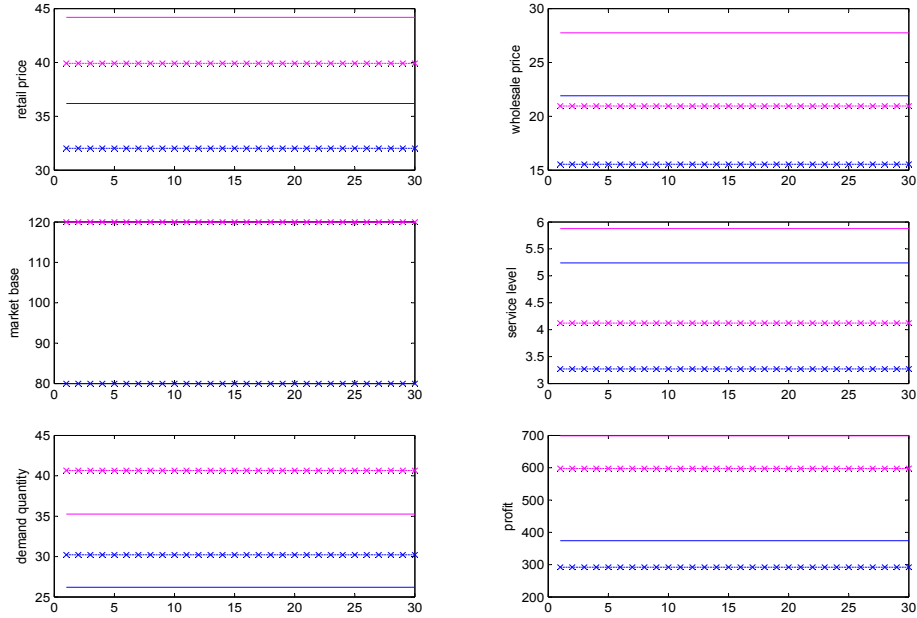 45
40
35
30
retail price
0 5 10 15 20 25 30
30
25
20
15
wholesale price
0 5 10 15 20 25 30
120
110
100
90
80
market base
0 5 10 15 20 25 30
6
5.5
5
4.5
4
3.5
3
service level
0 5 10 15 20 25 30
45
40
35
30
25
demand quantity
0 5 10 15 20 25 30
700
600
500
400
300
200
profit
0 5 10 15 20 25 30